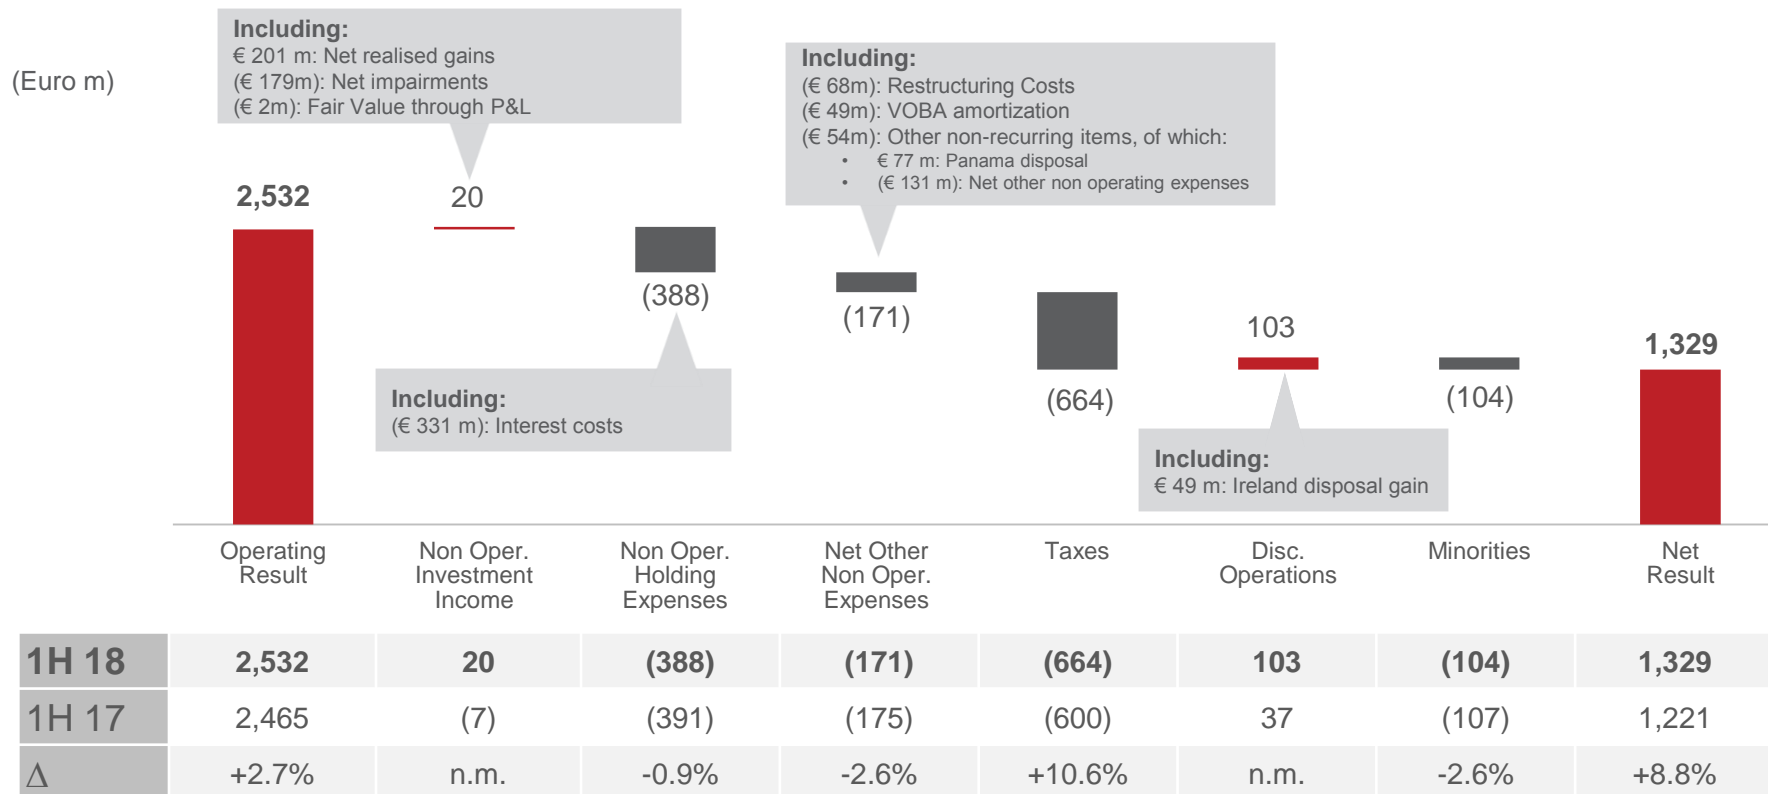 Including:
€ 201 m: Net realised gains
(€ 179m): Net impairments
(€ 2m): Fair Value through P&L
(Euro m)
Including:
(€ 68m): Restructuring Costs
(€ 49m): VOBA amortization
(€ 54m): Other non-recurring items, of which:
• € 77 m: Panama disposal
• (€ 131 m): Net other non operating expenses
2,532
20
(388)
(171)
(664)
103
(104)
1,329
Including:
(€ 331 m): Interest costs
Including:
€ 49 m: Ireland disposal gain
Operating
Result
Non Oper.
Investment
Income
Non Oper.
Holding
Expenses
Net Other
Non Oper.
Expenses
Taxes
Disc.
Operations
Minorities
Net
Result
1H 18 2,532 20 (388) (171) (664) 103 (104) 1,329
1H 17 2,465 (7) (391) (175) (600) 37 (107) 1,221
Δ +2.7% n.m. -0.9% -2.6% +10.6% n.m. -2.6% +8.8%